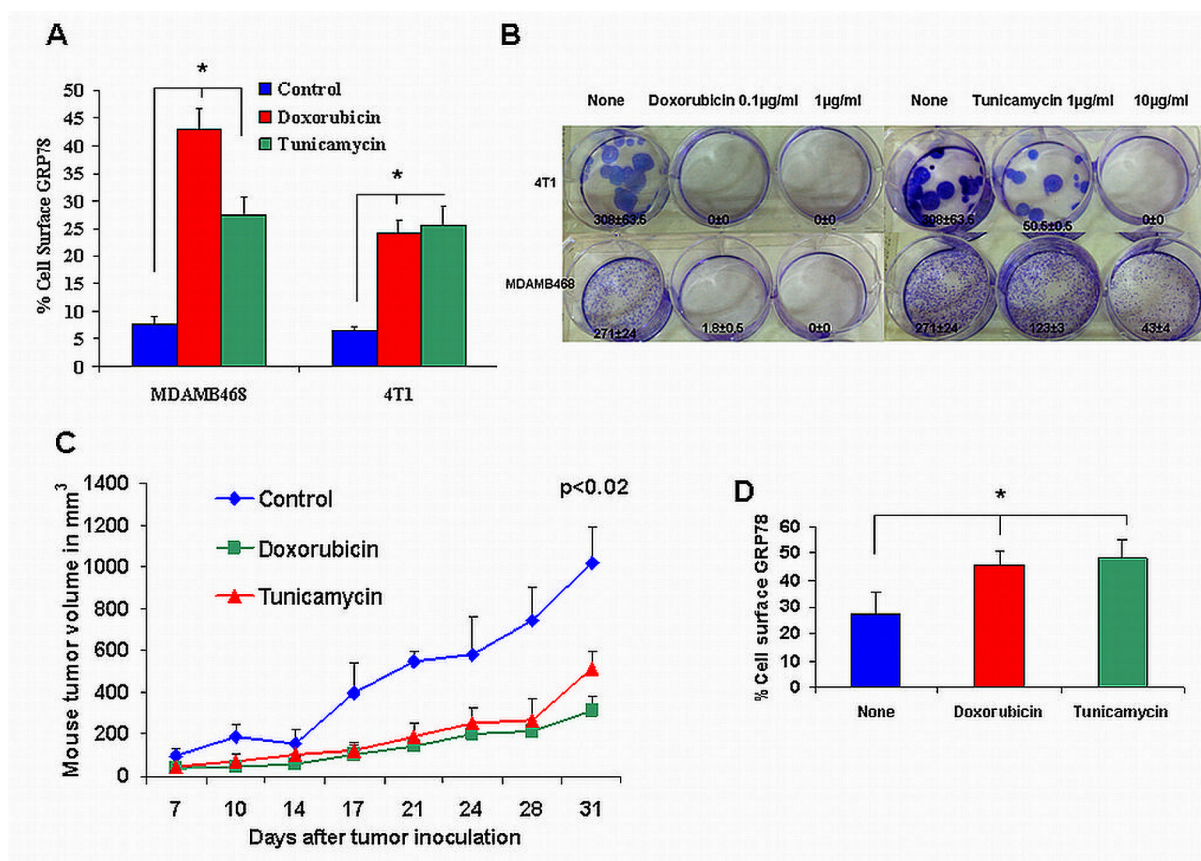 A
% Cell Surface GRP78
50
45
40
35
30
25
20
15
10
5
0
*
*
Control
Doxorubicin
Tunicamycin
MDAMB468
4T1
B
None Doxorubicin 0.1µg/ml 1µg/ml None Tunicamycin 1µg/ml 10µg/ml
4T1
308±63.5 0±0 0±0 308±63.5 50.5±0.5 0±0
MDAMB468
271±24 1.8±0.5 0±0 271±24 123±3 43±4
C
Mouse tumor volume in mm3
1400
1200
1000
800
600
400
200
0
Control
Doxorubicin
Tunicamycin
p<0.02
7 10 14 17 21 24 28 31
Days after tumor inoculation
D
% Cell surface GRP78
60
50
40
30
20
10
0
*
None Doxorubicin Tunicamycin